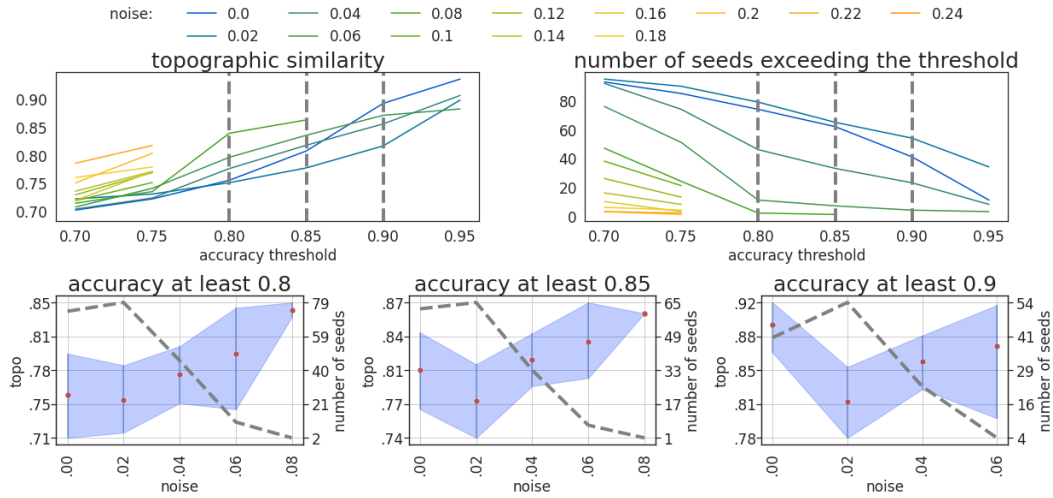 noise: 0.0 0.04 0.08 0.12 0.16 0.2 0.22 0.24
0.02 0.06 0.1 0.14 0.18
topographic similarity
number of seeds exceeding the threshold
0.90
0.85
0.80
0.75
0.70
0.70 0.75 0.80 0.85 0.90 0.95
accuracy threshold
80
60
40
20
0
0.70 0.75 0.80 0.85 0.90 0.95
accuracy threshold
accuracy at least 0.8
topo
.85
.81
.78
.75
.71
79
59
40
21
2
number of seeds
.00 .02 .04 .06 .08
noise
accuracy at least 0.85
topo
.87
.84
.81
.77
.74
65
49
33
17
1
number of seeds
.00 .02 .04 .06 .08
noise
accuracy at least 0.9
topo
.92
.88
.85
.81
.78
54
41
29
16
4
number of seeds
.00 .02 .04 .06
noise